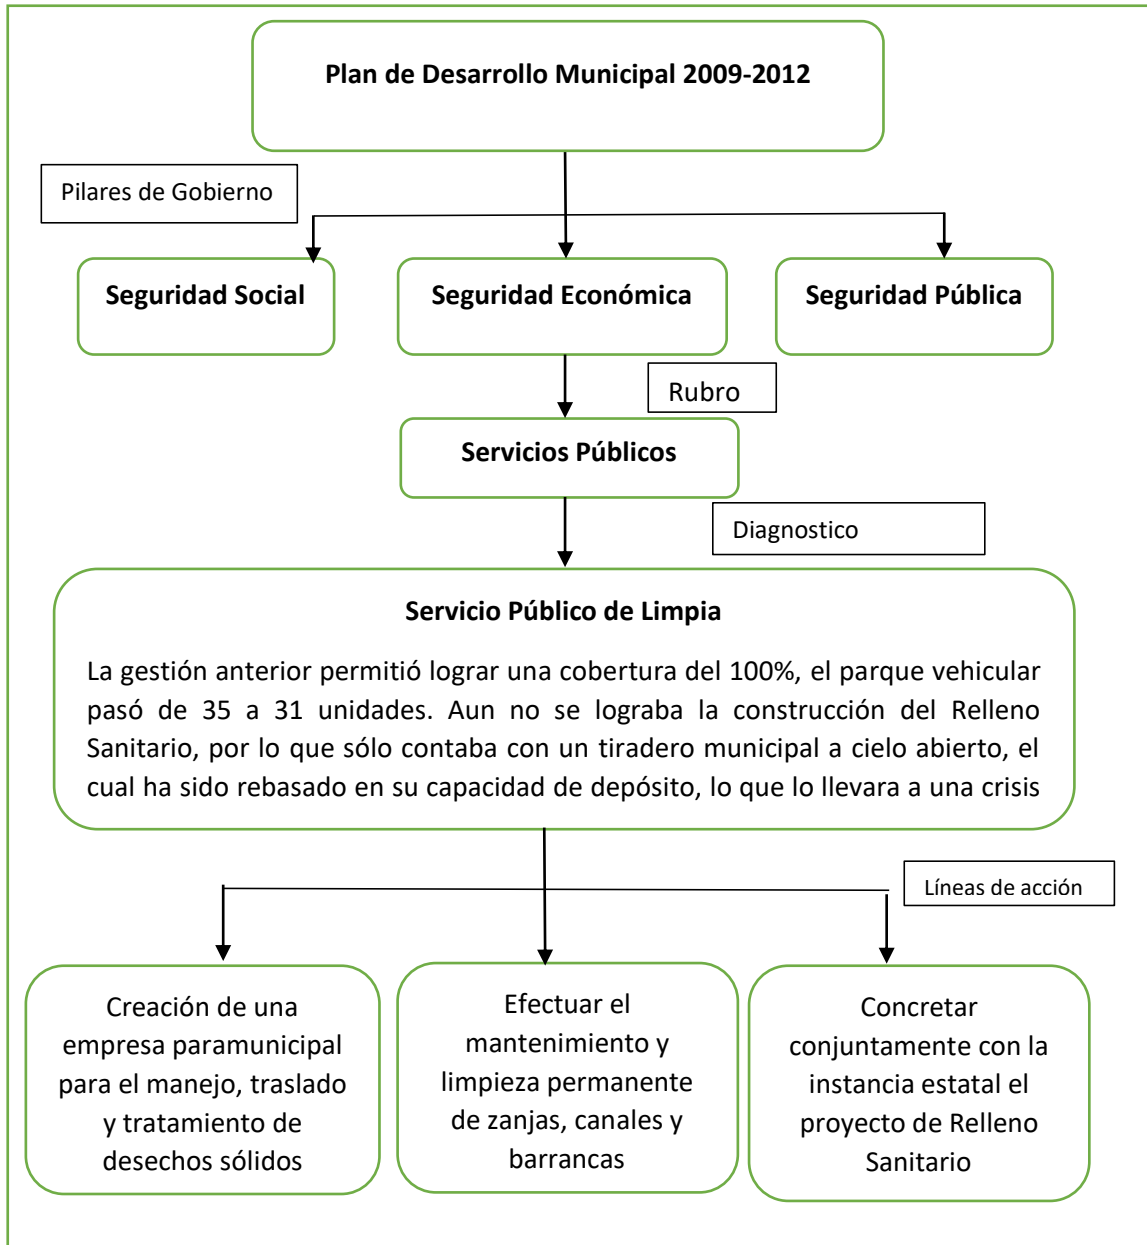 Plan de Desarrollo Municipal 2009-2012
Pilares de Gobierno
Seguridad Social
Seguridad Económica
Seguridad Pública
Rubro
Servicios Públicos
Diagnostico
Servicio Público de Limpia
La gestión anterior permitió lograr una cobertura del 100%, el parque vehicular
pasó de 35 a 31 unidades. Aun no se lograba la construcción del Relleno
Sanitario, por lo que sólo contaba con un tiradero municipal a cielo abierto, el
cual ha sido rebasado en su capacidad de depósito, lo que lo llevara a una crisis
Líneas de acción
Creación de una
empresa paramunicipal
para el manejo, traslado
y tratamiento de
desechos sólidos
Efectuar el
mantenimiento y
limpieza permanente
de zanjas, canales y
barrancas
Concretar
conjuntamente con la
instancia estatal el
proyecto de Relleno
Sanitario